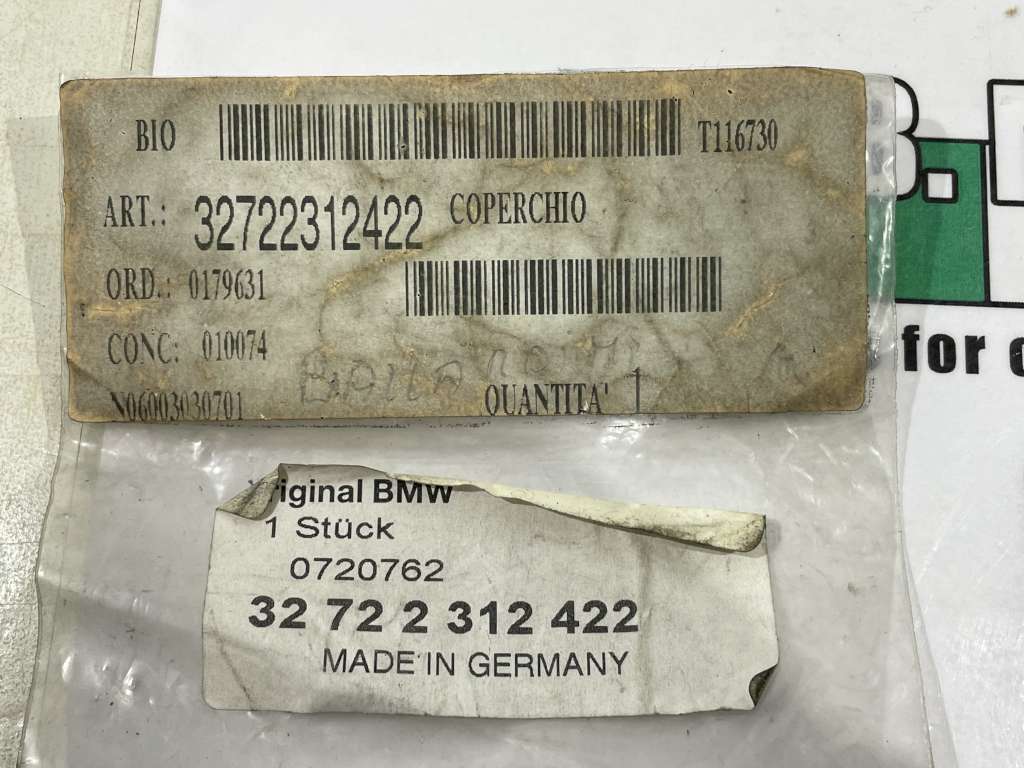 BIO T116730
ART.: 32722312422 COPERCHIO
ORD.: 0179631
CONC: 010074
N06003030701 QUANTITA' 1
riginal BMW
1 Stück
0720762
32 72 2 312 422
MADE IN GERMANY
B.
for